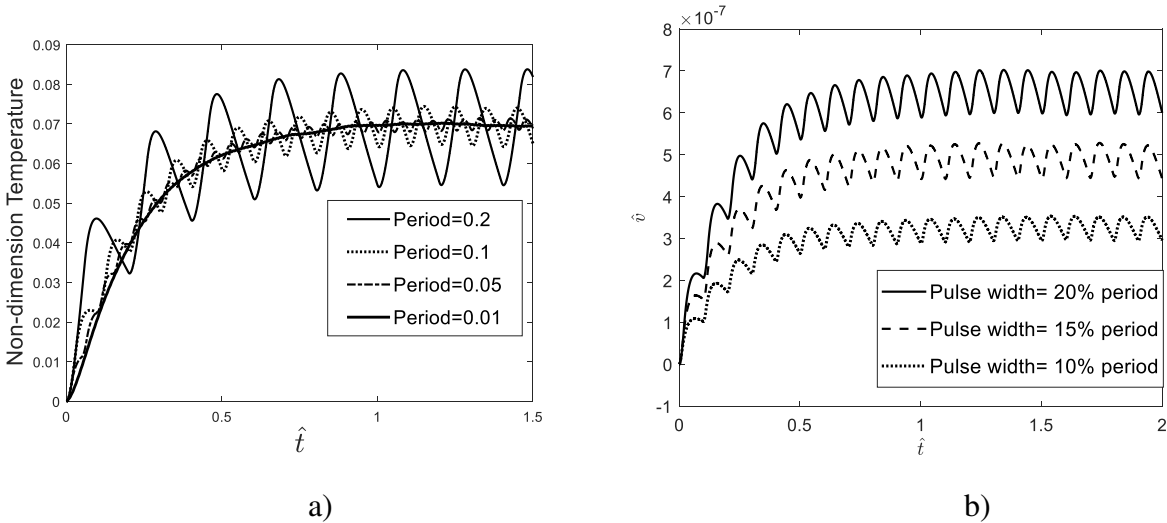 0.09
0.08
0.07
0.06
0.05
0.04
0.03
0.02
0.01
0
Non-dimension Temperature
Period=0.2
Period=0.1
Period=0.05
Period=0.01
0 0.5 1 1.5
t̂
a)
×10⁻⁷
8
7
6
5
4
3
2
1
0
-1
v̂
Pulse width= 20% period
Pulse width= 15% period
Pulse width= 10% period
0 0.5 1 1.5 2
t̂
b)